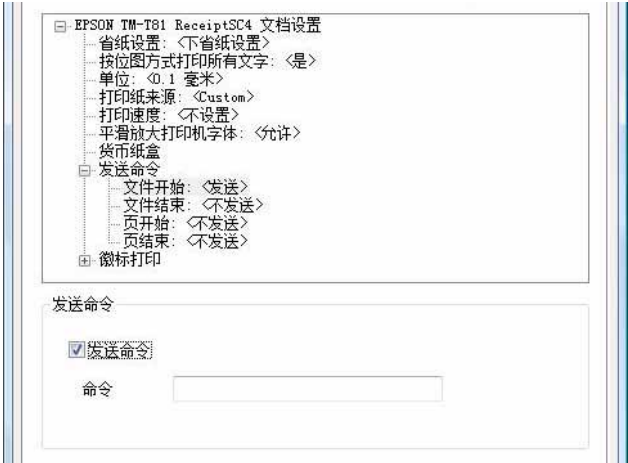 EPSON TM-T81 ReceiptSC4 文档设置
省纸设置: <下省纸设置>
按位图方式打印所有文字: <是>
单位: <0.1 毫米>
打印纸来源: <Custom>
打印速度: <不设置>
平滑放大打印机字体: <允许>
货币纸盒
发送命令
文件开始: <发送>
文件结束: <不发送>
页开始: <不发送>
页结束: <不发送>
徽标打印
发送命令
发送命令
命令